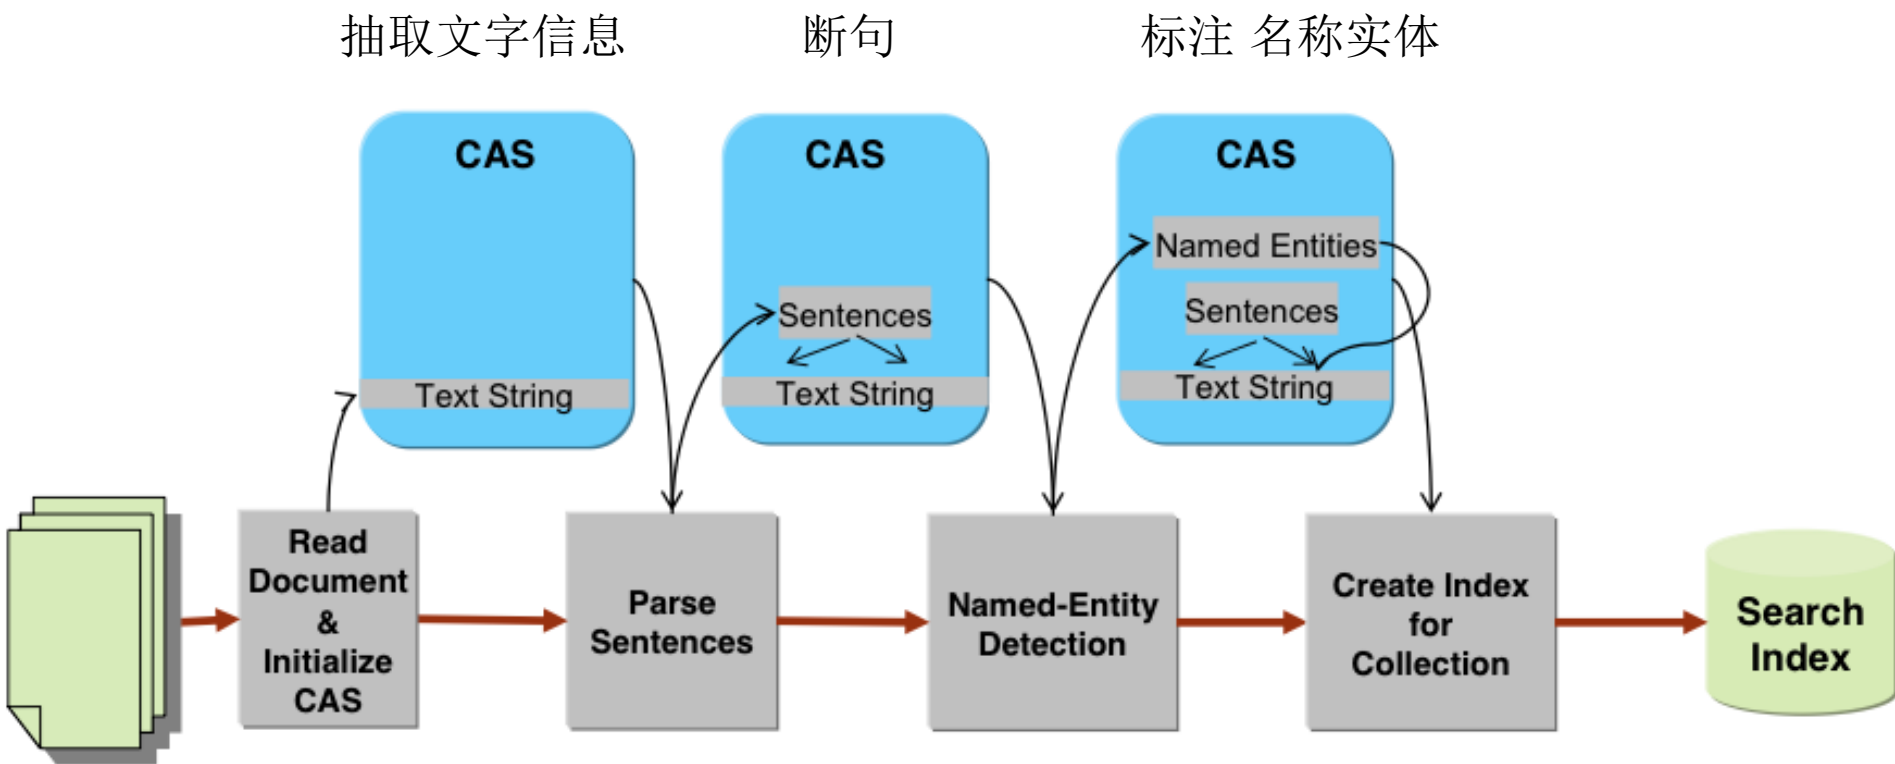 抽取文字信息
断句
标注 名称实体
CAS
Text String
CAS
Sentences
Text String
CAS
Named Entities
Sentences
Text String
Read
Document
&
Initialize
CAS
Parse
Sentences
Named-Entity
Detection
Create Index
for
Collection
Search
Index